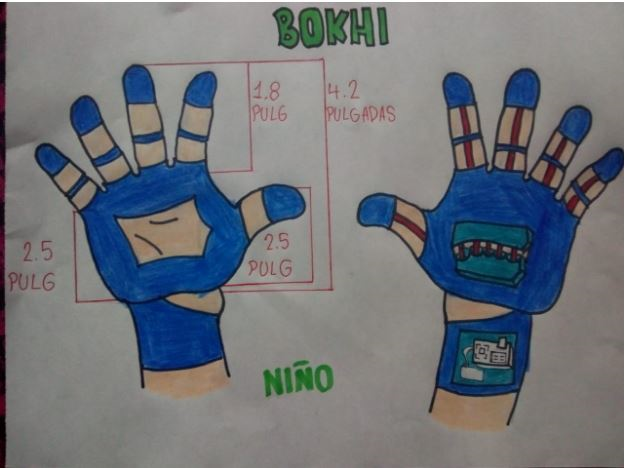 BOKHI
1.8
PULG
4.2
PULGADAS
2.5
PULG
2.5
PULG
NIÑO